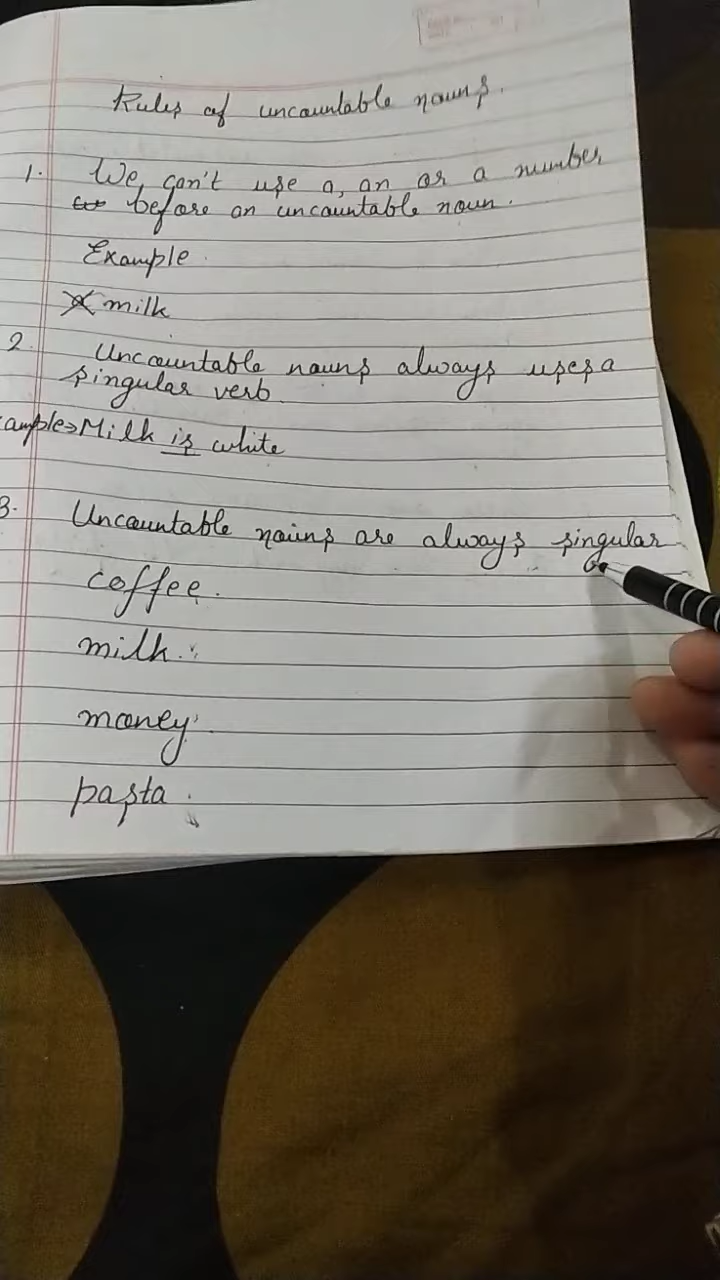 Rules of uncountable nouns.
1. We can't use a, an or a number
before an uncountable noun.
Example.
milk
2. Uncountable nouns always uses a
singular verb.
ample⇒Milk is white
3. Uncountable nouns are always singular
coffee.
milk.
money.
pasta.